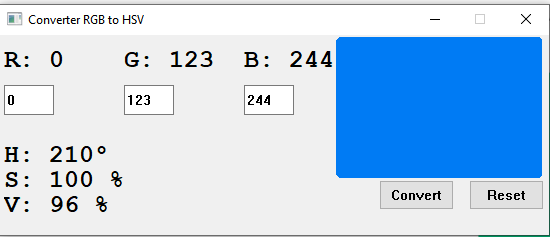 Converter RGB to HSV
R: 0 G: 123 B: 244
0 123 244
H: 210°
S: 100 %
V: 96 %
Convert Reset